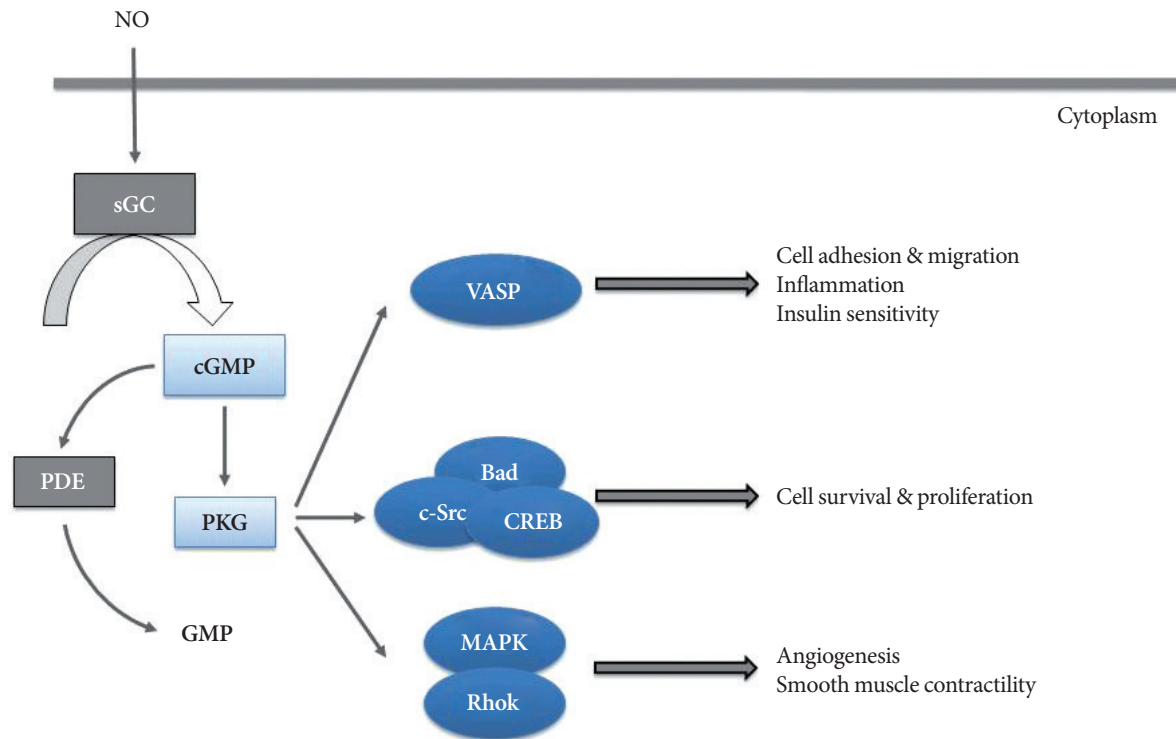 NO
Cytoplasm
sGC
cGMP
PDE
PKG
GMP
VASP
Cell adhesion & migration
Inflammation
Insulin sensitivity
Bad
c-Src
CREB
Cell survival & proliferation
MAPK
Rhok
Angiogenesis
Smooth muscle contractility